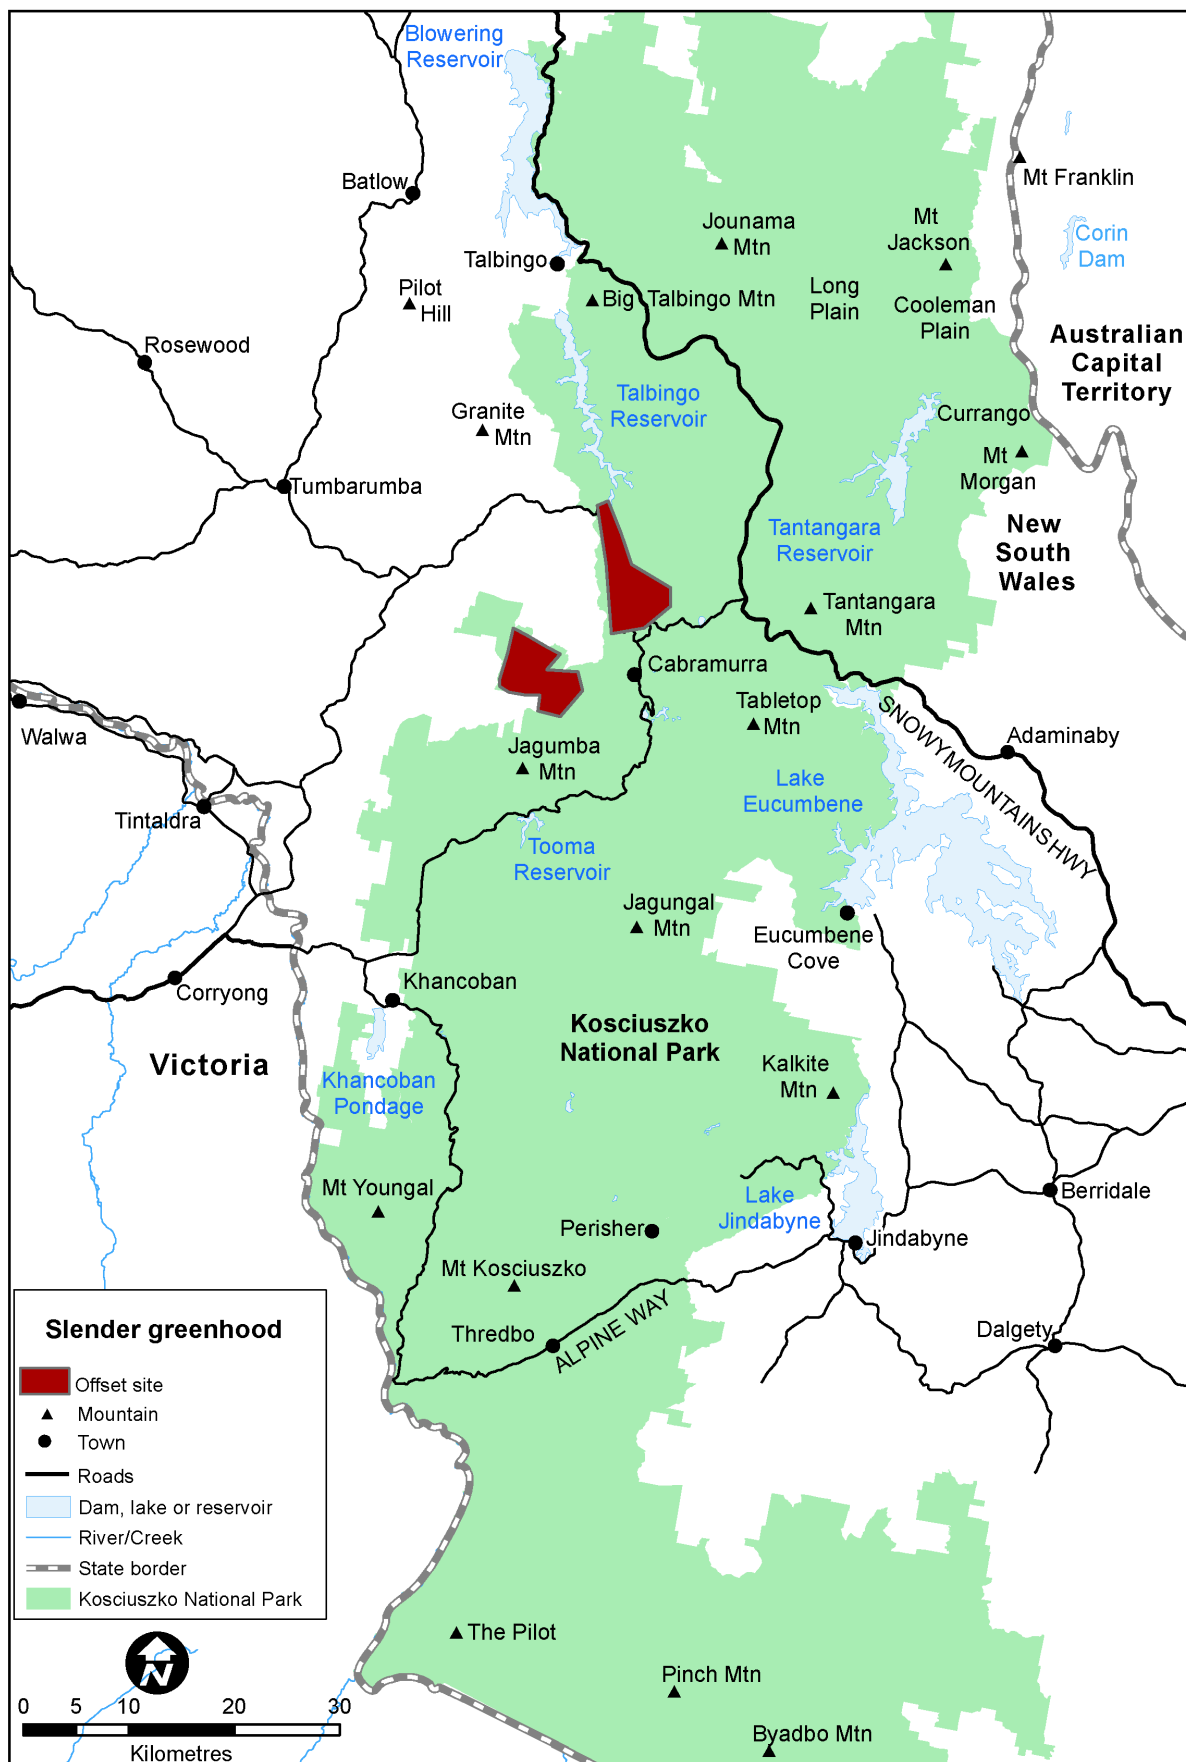 Blowering
Reservoir
Batlow
Mt Franklin
Jounama
Mtn
Mt
Jackson
Corin
Dam
Talbingo
Pilot
Hill
Big Talbingo Mtn
Long
Plain
Cooleman
Plain
Rosewood
Australian
Capital
Territory
Talbingo
Reservoir
Granite
Mtn
Currango
Mt
Morgan
Tumbarumba
Tantangara
Reservoir
New
South
Wales
Tantangara
Mtn
Cabramurra
Walwa
Tabletop
Mtn
SNOWY MOUNTAINS HWY
Adaminaby
Jagumba
Mtn
Lake
Eucumbene
Tintaldra
Tooma
Reservoir
Jagungal
Mtn
Eucumbene
Cove
Corryong
Khancoban
Kosciuszko
National Park
Victoria
Khancoban
Pondage
Kalkite
Mtn
Mt Youngal
Lake
Jindabyne
Berridale
Perisher
Jindabyne
Mt Kosciuszko
Thredbo
ALPINE WAY
Dalgety
Slender greenhood
Offset site
Mountain
Town
Roads
Dam, lake or reservoir
River/Creek
State border
Kosciuszko National Park
The Pilot
N
Pinch Mtn
0 5 10 20 30
Kilometres
Byadbo Mtn